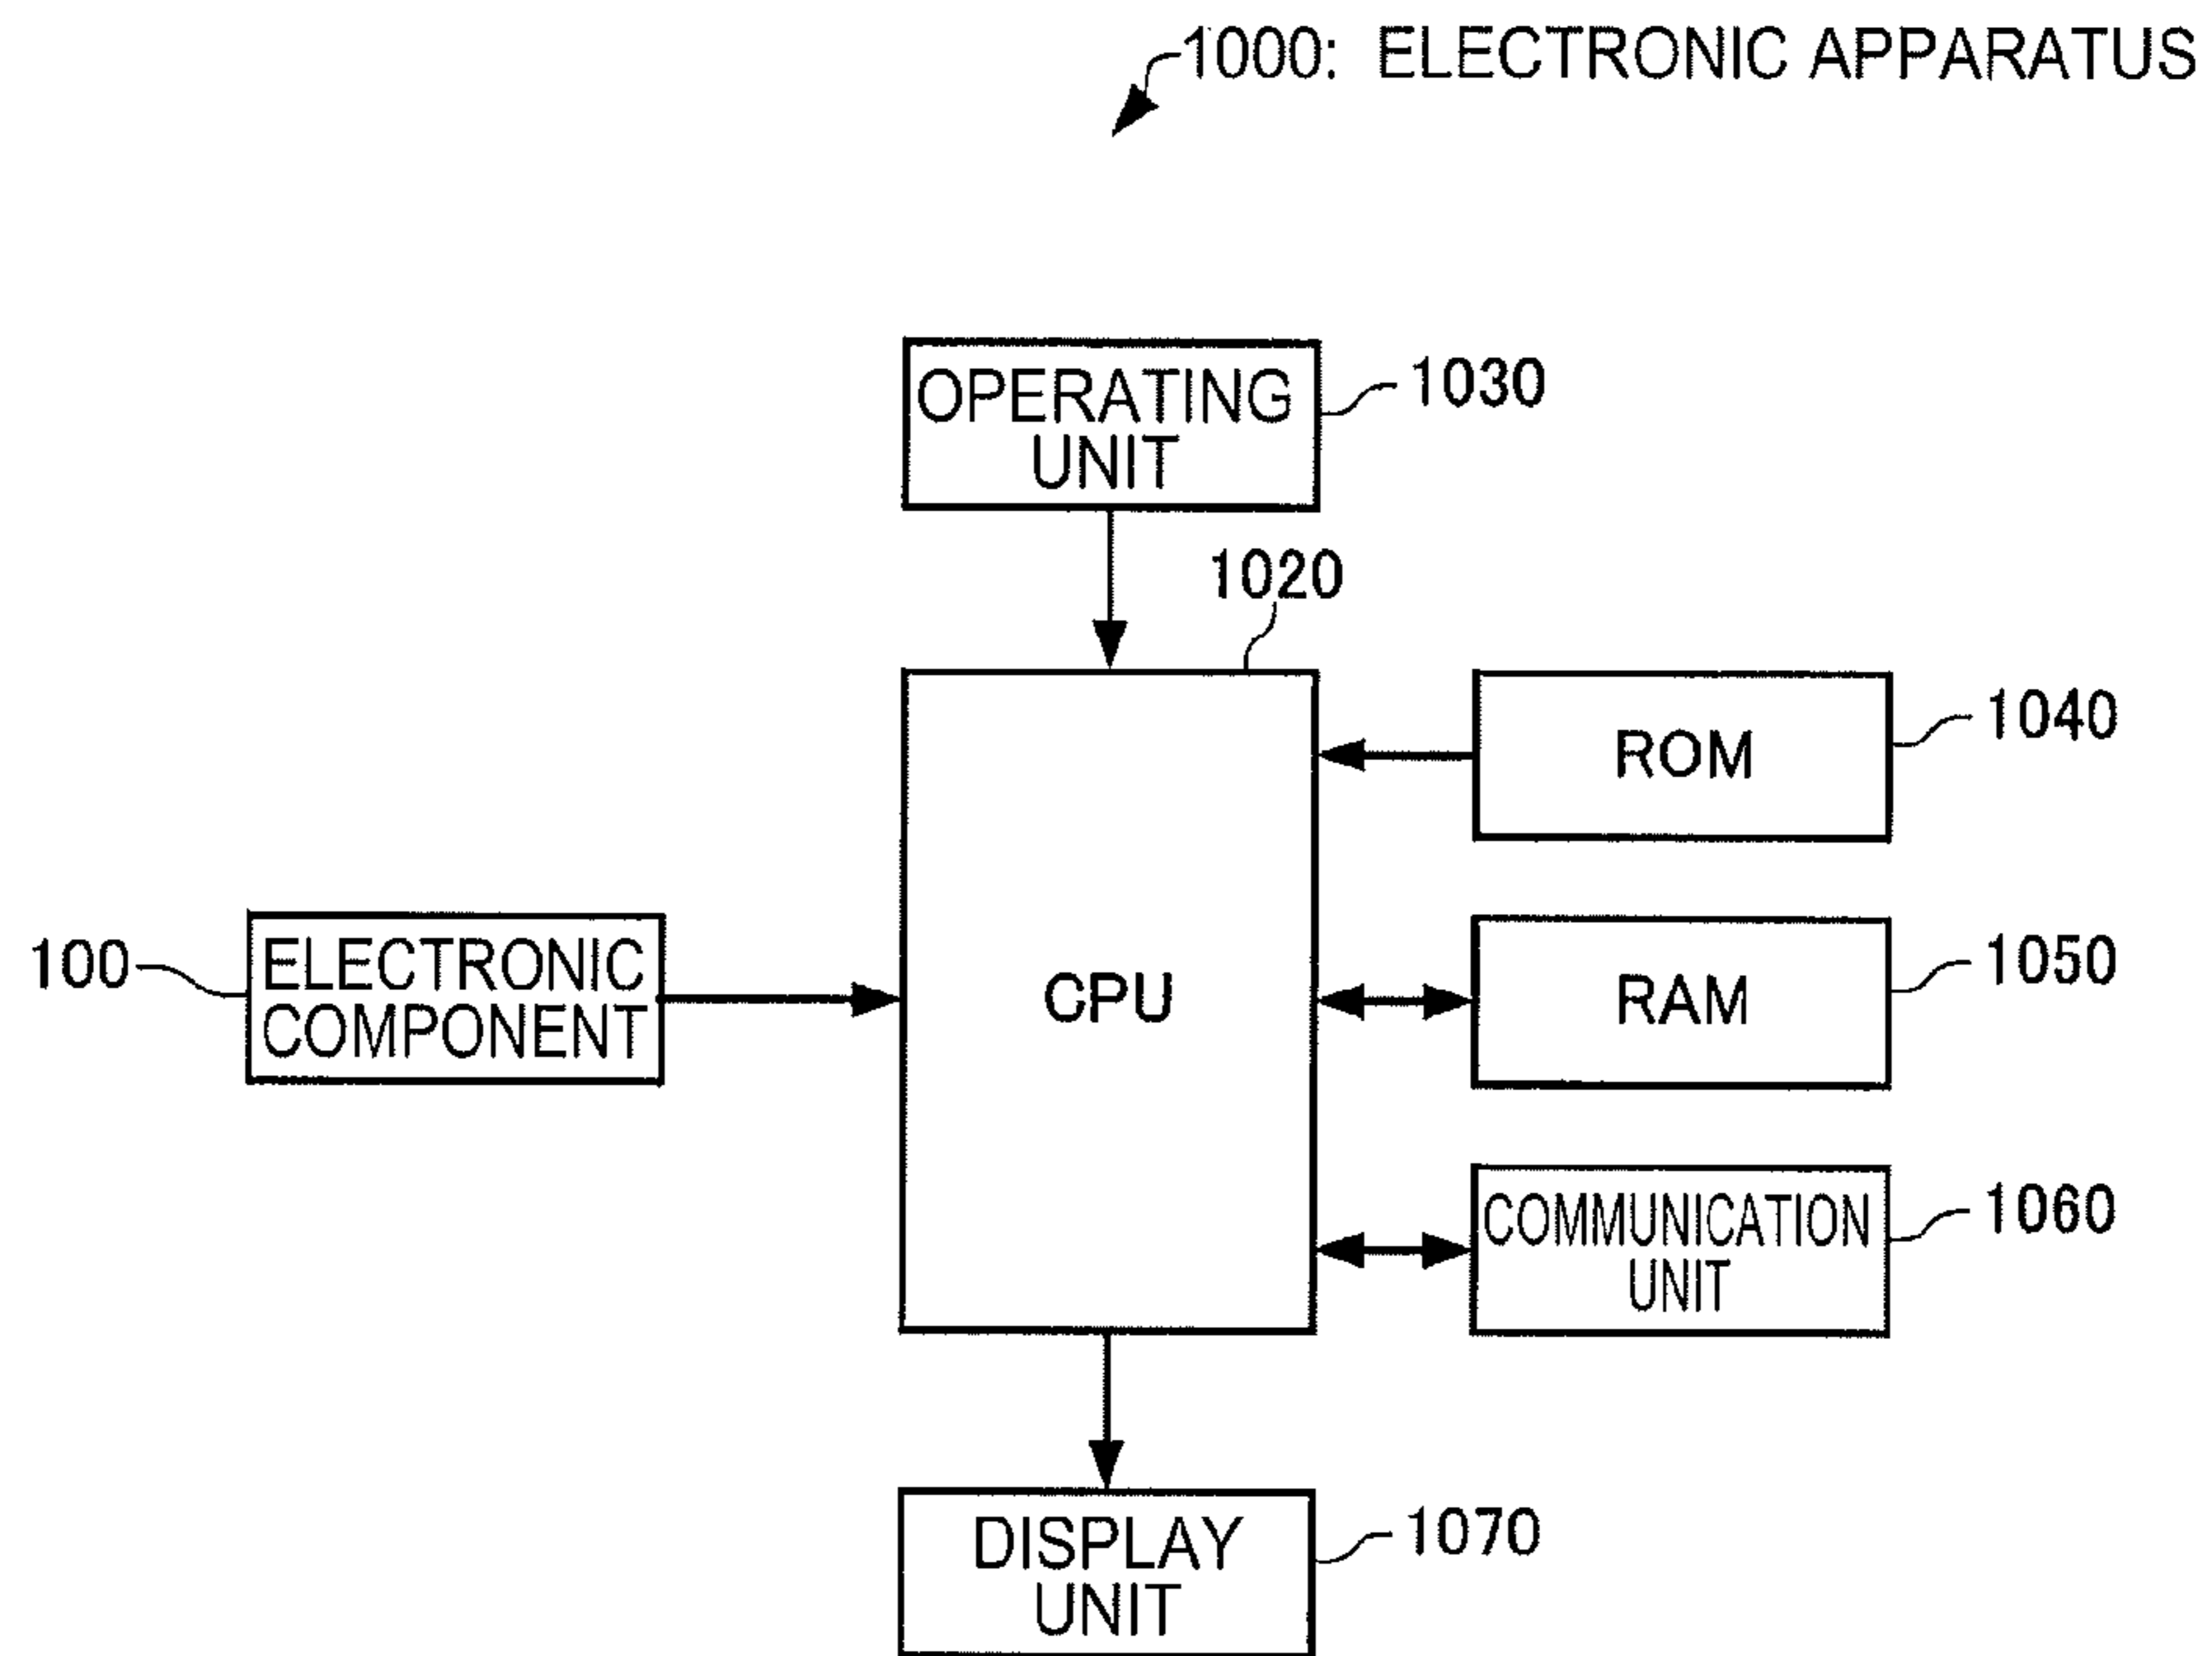 1000: ELECTRONIC APPARATUS
OPERATING
UNIT
1030
1020
CPU
ROM
1040
100
ELECTRONIC
COMPONENT
RAM
1050
COMMUNICATION
UNIT
1060
DISPLAY
UNIT
1070